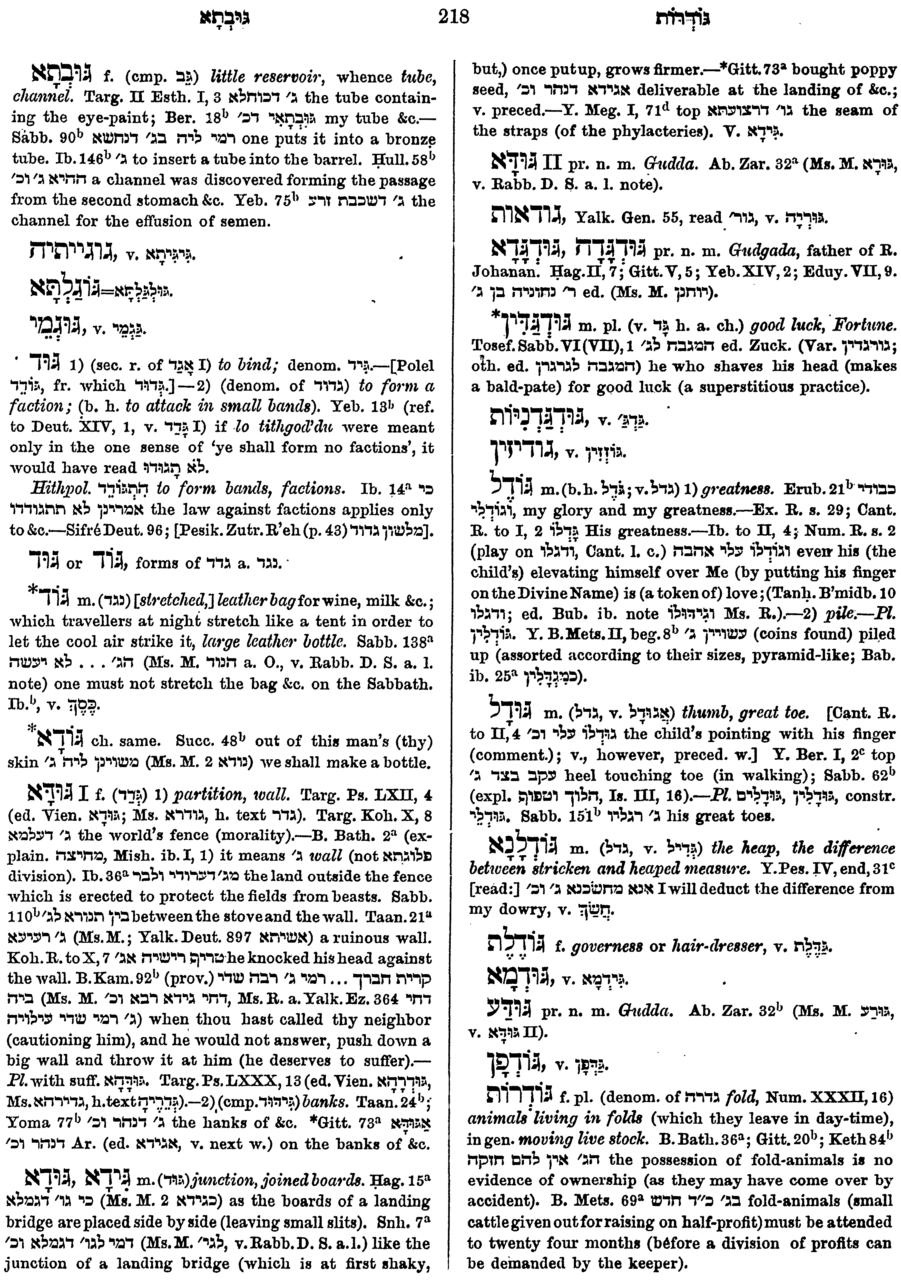 גּוּבְתָא 218 גּוֹדְרוֹת
גּוּבְתָּא f. (cmp. גֵּב) little reservoir, whence tube,
channel. Targ. II Esth. I, 3 ג׳ דכוחלא the tube contain-
ing the eye-paint; Ber. 18ᵇ גּוּבְתָאִי דכ׳ my tube &c.—
Sabb. 90ᵇ רמי ליה בג׳ דנחשא one puts it into a bronze
tube. Ib. 146ᵇ ג׳ to insert a tube into the barrel. Ḥull. 58ᵇ
ההיא ג׳ וכ׳ a channel was discovered forming the passage
from the second stomach &c. Yeb. 75ᵇ ג׳ דשכבת זרע the
channel for the effusion of semen.
גוגייתיה, v. גִּיגִיתָא.
גּוֹגַלְתָּא=גּוּלְגַּלְתָּא.
גּוּגְמֵי, v. גִּגְמֵי.
גּוּד 1) (sec. r. of אֲגַד I) to bind; denom. גִּיד.—[Polel
גּוֹדֵד, fr. which גְּדוּד.]—2) (denom. of גדוד) to form a
faction; (b. h. to attack in small bands). Yeb. 13ᵇ (ref.
to Deut. XIV, 1, v. גָּדַד I) if lo tithgod'du were meant
only in the one sense of ‘ye shall form no factions’, it
would have read לא תָגוּדוּ.
Hithpol. הִתְגּוֹדֵד to form bands, factions. Ib. 14ᵃ כי
אמרינן לא תתגודדו the law against factions applies only
to &c.—Sifré Deut. 96; [Pesik. Zutr. R'eh (p. 43) מלשון גדוד].
גּוּד or גּוֹד, forms of גדד a. נגד.
*גּוֹד m. (נגד) [stretched,] leather bag for wine, milk &c.;
which travellers at night stretch like a tent in order to
let the cool air strike it, large leather bottle. Sabb. 138ᵃ
הג׳ ... לא יעשה (Ms. M. הנוד a. O., v. Rabb. D. S. a. l.
note) one must not stretch the bag &c. on the Sabbath.
Ib.ᵇ, v. כָּסַךְ.
*גּוֹדָא ch. same. Succ. 48ᵇ out of this man's (thy)
skin משוינן ליה ג׳ (Ms. M. 2 נודא) we shall make a bottle.
גּוּדָּא I f. (גְּדַד) 1) partition, wall. Targ. Ps. LXII, 4
(ed. Vien. גּוּדָא; Ms. גודרא, h. text גדר). Targ. Koh. X, 8
ג׳ דעלמא the world's fence (morality).—B. Bath. 2ᵃ (ex-
plain. מחיצה, Mish. ib. I, 1) it means ג׳ wall (not פלוגתא
division). Ib. 36ᵃ מג׳ דערודי ולבר the land outside the fence
which is erected to protect the fields from beasts. Sabb.
110ᵇ בין תנורא לג׳ between the stove and the wall. Taan. 21ᵃ
ג׳ רעיעא (Ms. M.; Yalk. Deut. 897 אשיתא) a ruinous wall.
Koh. R. to X, 7 טריף רישיה אג׳ he knocked his head against
the wall. B. Kam. 92ᵇ (prov.) קרית חברך ... רמי ג׳ רבה שדי
ביה (Ms. M. דחי גידא רבא וכ׳, Ms. R. a. Yalk. Ez. 364 דחי
ג׳ רמי שדי עילויה) when thou hast called thy neighbor
(cautioning him), and he would not answer, push down a
big wall and throw it at him (he deserves to suffer).—
Pl. with suff. גּוּדָּהָא. Targ. Ps. LXXX, 13 (ed. Vien. גּוּדְרָהָא,
Ms. גדירהא, h. text גְּדֵרֶיהָ).—2) (cmp. גִּידּוּד) banks. Taan. 24ᵇ;
Yoma 77ᵇ ג׳ דנהר וכ׳ the banks of &c. *Gitt. 73ᵃ אַגּוּדָּא
דנהר וכ׳ Ar. (ed. אגידא, v. next w.) on the banks of &c.
גּוּדָא, גִּידָא m. (גּוּד) junction, joined boards. Hag. 15ᵃ
כי גו׳ דגמלא (Ms. M. 2 כגידא) as the boards of a landing
bridge are placed side by side (leaving small slits). Snh. 7ᵃ
דמי לגו׳ דגמלא וכ׳ (Ms. M. לגי׳, v. Rabb. D. S. a. l.) like the
junction of a landing bridge (which is at first shaky,
but,) once put up, grows firmer.—*Gitt. 73ᵃ bought poppy
seed, אגידא דנהר וכ׳ deliverable at the landing of &c.;
v. preced.—Y. Meg. I, 71ᵈ top גו׳ דרצועתא the seam of
the straps (of the phylacteries). V. גִּידָא.
גּוּדָּא II pr. n. m. Gudda. Ab. Zar. 32ᵃ (Ms. M. גּוּרָא,
v. Rabb. D. S. a. l. note).
גודאות, Yalk. Gen. 55, read גור׳, v. גּוּרְיָה.
גּוּדְגְּדָה, גּוּדְגְּדָא pr. n. m. Gudgada, father of R.
Johanan. Ḥag. II, 7; Gitt. V, 5; Yeb. XIV, 2; Eduy. VII, 9.
ר׳ נחוניה בן ג׳ ed. (Ms. M. יוחנן).
*גּוּדְגַּדִּין m. pl. (v. גַּד h. a. ch.) good luck, Fortune.
Tosef. Sabb. VI (VII), 1 המגבח לג׳ ed. Zuck. (Var. גורגדין;
oth. ed. המגבח לגרגרן) he who shaves his head (makes
a bald-pate) for good luck (a superstitious practice).
גּוּדְגַּדְנִיּוֹת, v. גֻּדְגְּ׳.
גודיזין, v. גּוֹזְזִין.
גּוֹדֶל m. (b. h. גֹּדֶל; v. גדל) 1) greatness. Erub. 21ᵇ כבודי
וְגוֹדְלִי, my glory and my greatness.—Ex. R. s. 29; Cant.
R. to I, 2 גּדְלוֹ His greatness.—Ib. to II, 4; Num. R. s. 2
(play on ודגלו, Cant. l. c.) וגוֹדְלוֹ עלי אהבה even his (the
child's) elevating himself over Me (by putting his finger
on the Divine Name) is (a token of) love; (Tanḥ. B'midb. 10
ודגלו; ed. Bub. ib. note וגִידּוּלוֹ Ms. R.).—2) pile.—Pl.
גּוֹדְלִין. Y. B. Mets. II, beg. 8ᵇ עשויין ג׳ (coins found) piled
up (assorted according to their sizes, pyramid-like; Bab.
ib. 25ᵃ כמִגְדָּלִין).
גּוּדָל m. (גדל, v. אֲגוּדָל) thumb, great toe. [Cant. R.
to II, 4 גּוּדָלוֹ עלי וכ׳ the child's pointing with his finger
(comment.); v., however, preced. w.] Y. Ber. I, 2ᶜ top
עקב בצד ג׳ heel touching toe (in walking); Sabb. 62ᵇ
(expl. הלוך וטפוף, Is. III, 16).—Pl. גּוּדָלִים, גּוּדָלִין, constr.
גּוּדְלֵי. Sabb. 151ᵇ ג׳ רגליו his great toes.
גּוֹדְלָנָא m. (גדל, v. גְּדִיל) the heap, the difference
between stricken and heaped measure. Y. Pes. IV, end, 31ᶜ
[read:] אנא מחשכנא ג׳ וכ׳ I will deduct the difference from
my dowry, v. חֲשַׂךְ.
גּוֹדֶלֶת f. governess or hair-dresser, v. גַּדֶּלֶת.
גּוּדְמָא, v. גִּידְמָא.
גּוּדַּע pr. n. m. Gudda. Ab. Zar. 32ᵇ (Ms. M. גּוּרַע,
v. גּוּדָּא II).
גּוֹדְפָן, v. גַּדְפָן.
גּוֹדְרוֹת f. pl. (denom. of גדרה fold, Num. XXXII, 16)
animals living in folds (which they leave in day-time),
in gen. moving live stock. B. Bath. 36ᵃ; Gitt. 20ᵇ; Keth 84ᵇ
הג׳ אין להם חזקה the possession of fold-animals is no
evidence of ownership (as they may have come over by
accident). B. Mets. 69ᵃ בג׳ כ״ד חדש fold-animals (small
cattle given out for raising on half-profit) must be attended
to twenty four months (before a division of profits can
be demanded by the keeper).